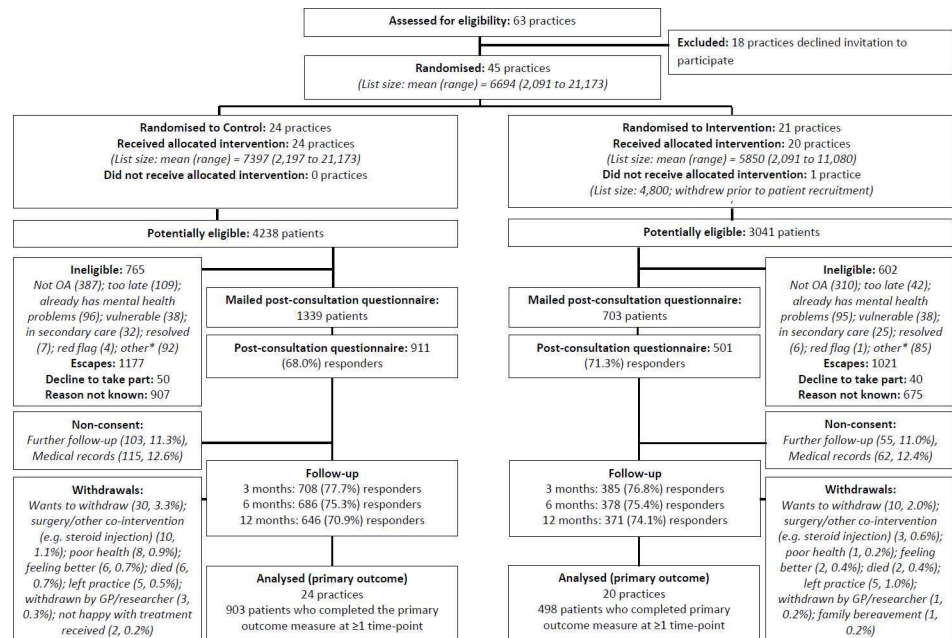 Assessed for eligibility: 63 practices
Excluded: 18 practices declined invitation to
participate
Randomised: 45 practices
(List size: mean (range) = 6694 (2,091 to 21,173)
Randomised to Control: 24 practices
Received allocated intervention: 24 practices
(List size: mean (range) = 7397 (2,197 to 21,173)
Did not receive allocated intervention: 0 practices
Randomised to Intervention: 21 practices
Received allocated intervention: 20 practices
(List size: mean (range) = 5850 (2,091 to 11,080)
Did not receive allocated intervention: 1 practice
(List size: 4,800; withdrew prior to patient recruitment)
Potentially eligible: 4238 patients
Potentially eligible: 3041 patients
Ineligible: 765
Not OA (387); too late (109);
already has mental health
problems (96); vulnerable (38);
in secondary care (32); resolved
(7); red flag (4); other* (92)
Escapes: 1177
Decline to take part: 50
Reason not known: 907
Mailed post-consultation questionnaire:
1339 patients
Post-consultation questionnaire: 911
(68.0%) responders
Mailed post-consultation questionnaire:
703 patients
Post-consultation questionnaire: 501
(71.3%) responders
Ineligible: 602
Not OA (310); too late (42);
already has mental health
problems (95); vulnerable (38);
in secondary care (25); resolved
(6); red flag (1); other* (85)
Escapes: 1021
Decline to take part: 40
Reason not known: 675
Non-consent:
Further follow-up (103, 11.3%),
Medical records (115, 12.6%)
Non-consent:
Further follow-up (55, 11.0%),
Medical records (62, 12.4%)
Withdrawals:
Wants to withdraw (30, 3.3%);
surgery/other co-intervention
(e.g. steroid injection) (10,
1.1%); poor health (8, 0.9%);
feeling better (6, 0.7%); died (6,
0.7%); left practice (5, 0.5%);
withdrawn by GP/researcher (3,
0.3%); not happy with treatment
received (2, 0.2%)
Follow-up
3 months: 708 (77.7%) responders
6 months: 686 (75.3%) responders
12 months: 646 (70.9%) responders
Analysed (primary outcome)
24 practices
903 patients who completed the primary
outcome measure at ≥1 time-point
Follow-up
3 months: 385 (76.8%) responders
6 months: 378 (75.4%) responders
12 months: 371 (74.1%) responders
Analysed (primary outcome)
20 practices
498 patients who completed primary
outcome measure at ≥1 time-point
Withdrawals:
Wants to withdraw (10, 2.0%);
surgery/other co-intervention
(e.g. steroid injection) (3, 0.6%);
poor health (1, 0.2%); feeling
better (2, 0.4%); died (2, 0.4%);
left practice (5, 1.0%);
withdrawn by GP/researcher (1,
0.2%); family bereavement (1,
0.2%)